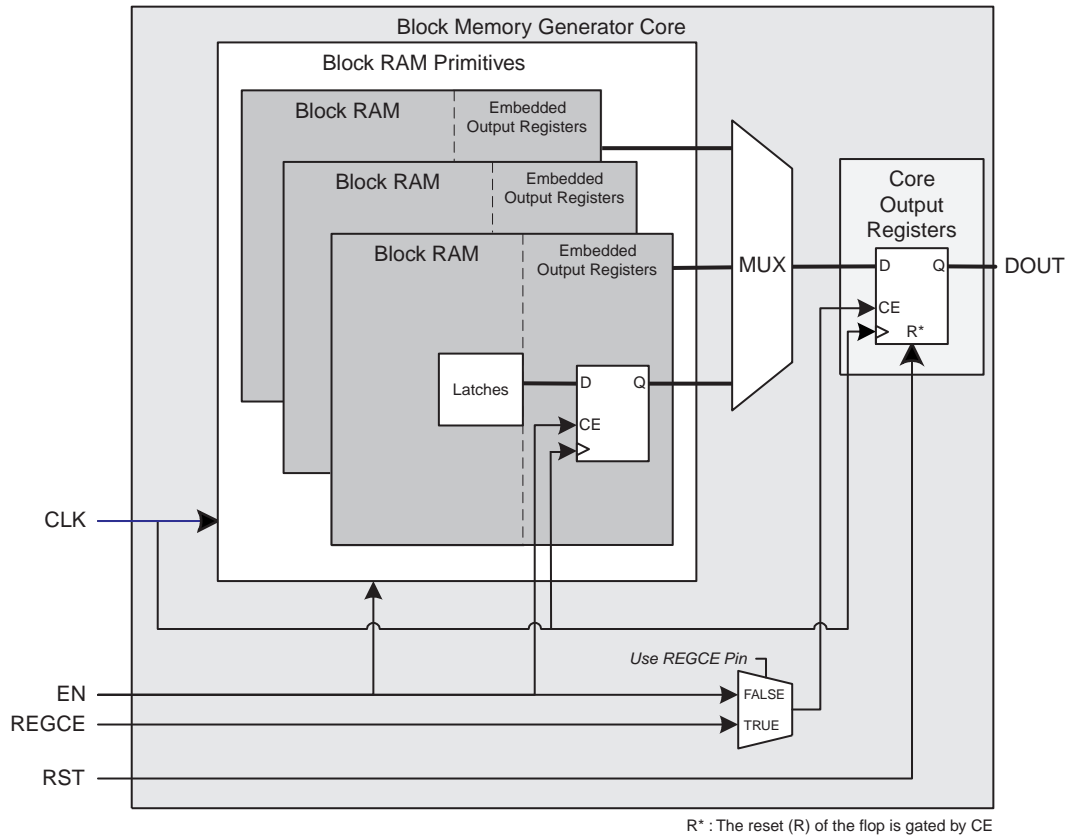 Block Memory Generator Core
Block RAM Primitives
Block RAM
Embedded
Output Registers
Block RAM
Embedded
Output Registers
Block RAM
Embedded
Output Registers
Latches
D
Q
CE
MUX
Core
Output
Registers
D
Q
CE
R*
DOUT
CLK
Use REGCE Pin
EN
FALSE
REGCE
TRUE
RST
R* : The reset (R) of the flop is gated by CE